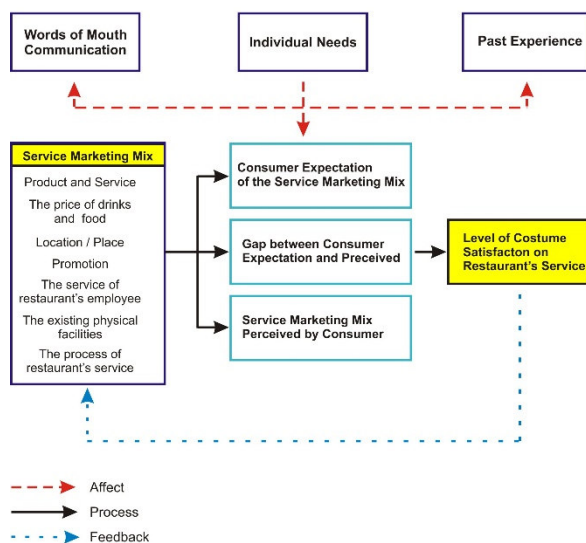 Words of Mouth
Communication
Individual Needs
Past Experience
Service Marketing Mix
Product and Service
The price of drinks
and food
Location / Place
Promotion
The service of
restaurant's employee
The existing physical
facilities
The process of
restaurant's service
Consumer Expectation
of the Service Marketing Mix
Gap between Consumer
Expectation and Preceived
Service Marketing Mix
Perceived by Consumer
Level of Costume
Satisfacton on
Restaurant's Service
Affect
Process
Feedback